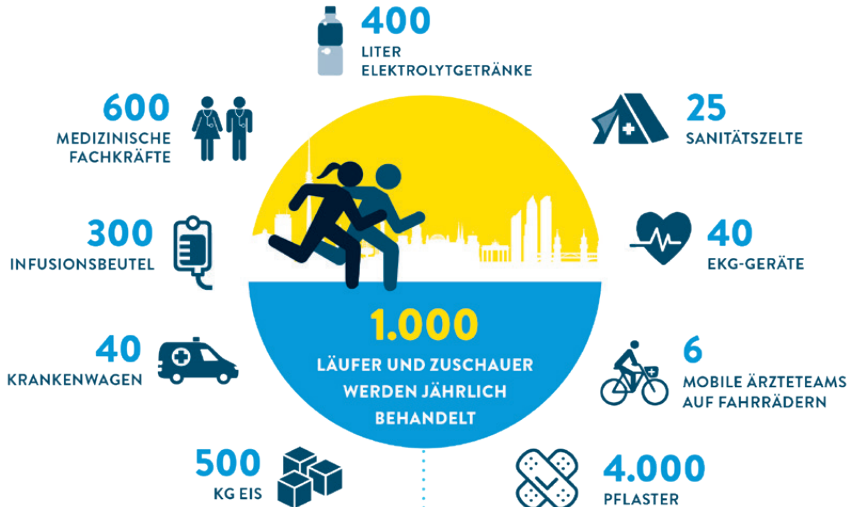 400
LITER
ELEKTROLYTGETRÄNKE
600
MEDIZINISCHE
FACHKRÄFTE
25
SANITÄTSZELTE
300
INFUSIONSBEUTEL
40
EKG-GERÄTE
1.000
LÄUFER UND ZUSCHAUER
WERDEN JÄHRLICH
BEHANDELT
40
KRANKENWAGEN
6
MOBILE ÄRZTETEAMS
AUF FAHRRÄDERN
500
KG EIS
4.000
PFLASTER